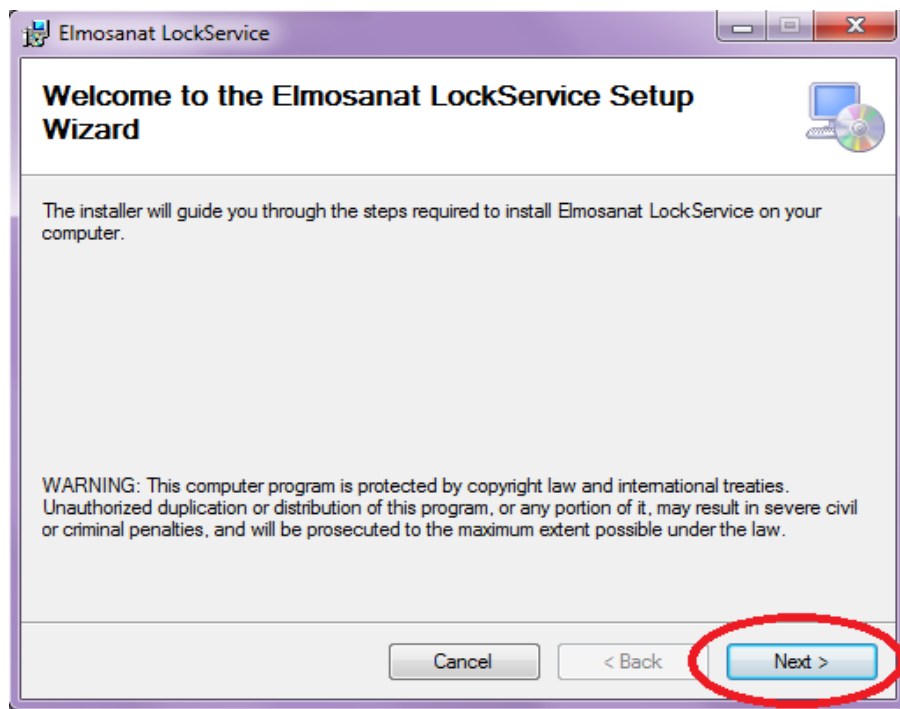 Elmosanat LockService
Welcome to the Elmosanat LockService Setup
Wizard
The installer will guide you through the steps required to install Elmosanat LockService on your
computer.
WARNING: This computer program is protected by copyright law and international treaties.
Unauthorized duplication or distribution of this program, or any portion of it, may result in severe civil
or criminal penalties, and will be prosecuted to the maximum extent possible under the law.
Cancel < Back Next >